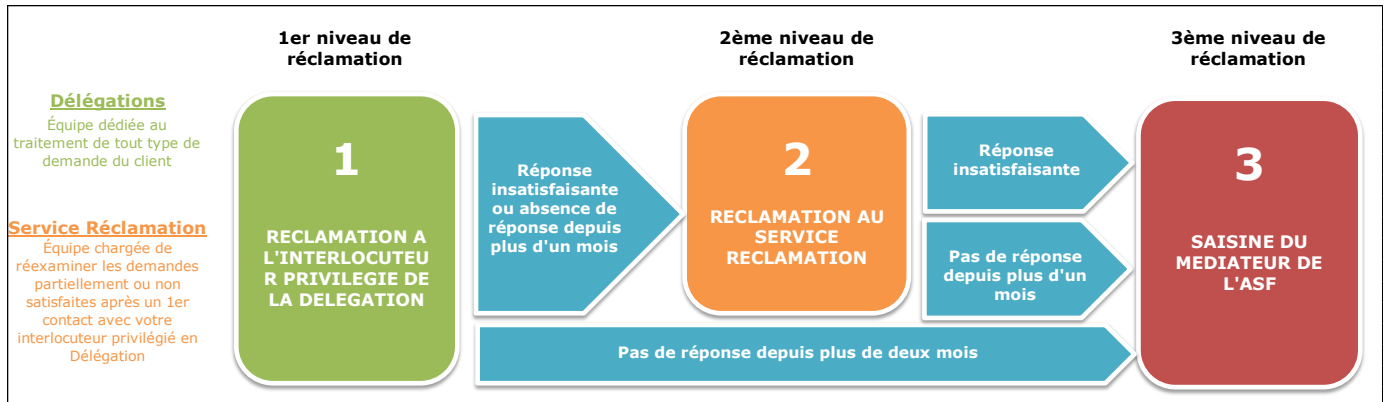 1er niveau de
réclamation
2ème niveau de
réclamation
3ème niveau de
réclamation
Délégations
Équipe dédiée au
traitement de tout type de
demande du client
Service Réclamation
Équipe chargée de
réexaminer les demandes
partiellement ou non
satisfaites après un 1er
contact avec votre
interlocuteur privilégié en
Délégation
1
RECLAMATION A
L'INTERLOCUTEU
R PRIVILEGIE DE
LA DELEGATION
Réponse
insatisfaisante
ou absence de
réponse depuis
plus d'un mois
2
RECLAMATION AU
SERVICE
RECLAMATION
Réponse
insatisfaisante
Pas de réponse
depuis plus d'un
mois
Pas de réponse depuis plus de deux mois
3
SAISINE DU
MEDIATEUR DE
L'ASF